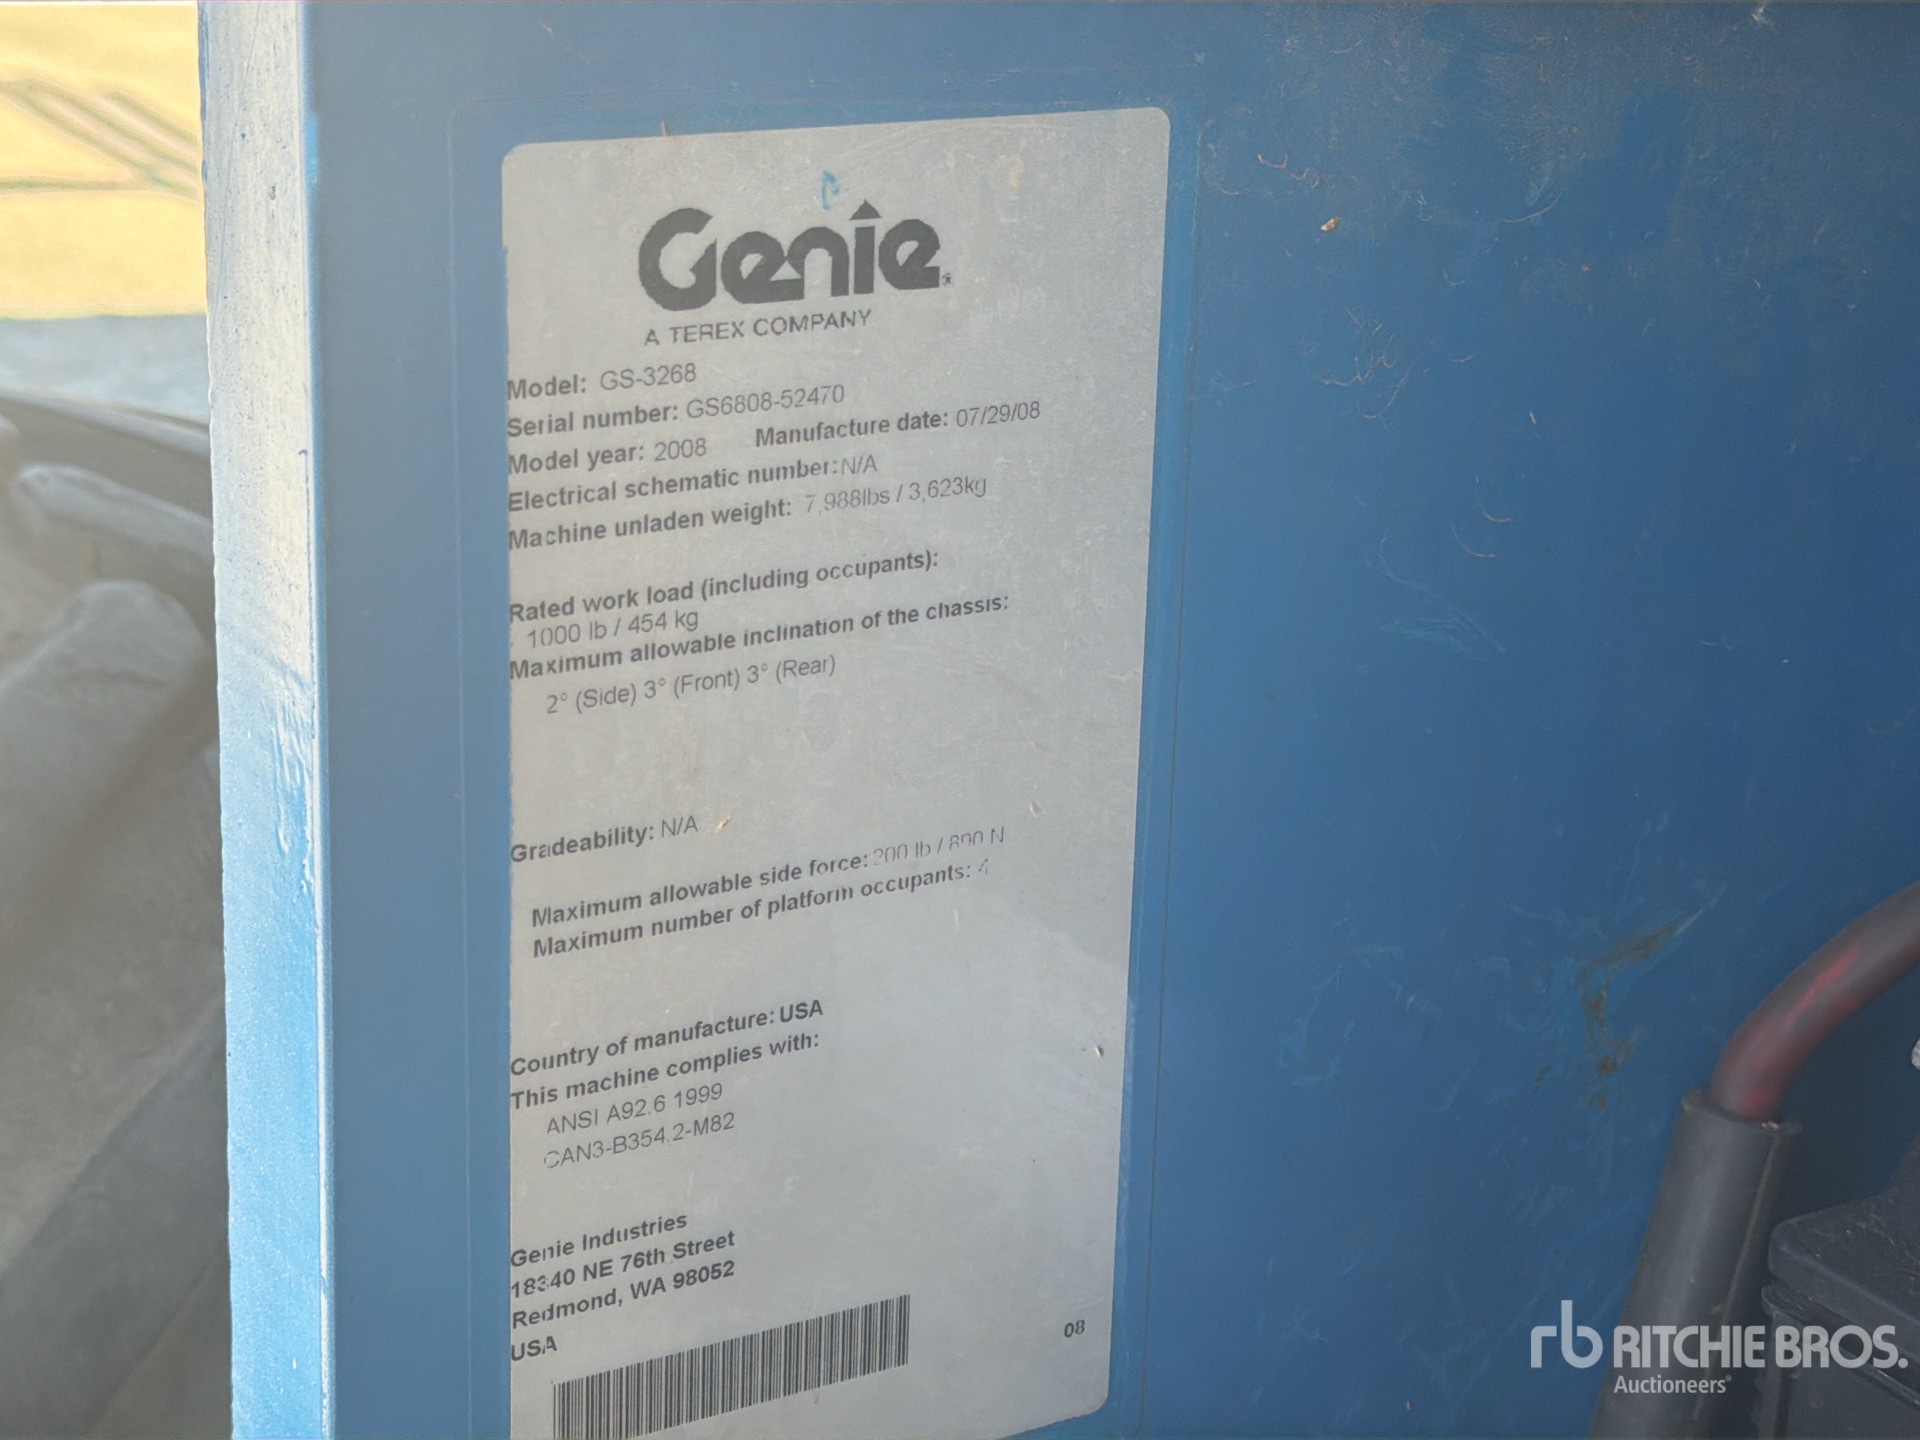 Genie
A TEREX COMPANY
Model: GS-3268
Serial number: GS6808-52470
Model year: 2008 Manufacture date: 07/29/08
Electrical schematic number:N/A
Machine unladen weight: 7,988lbs / 3,623kg
Rated work load (including occupants):
1000 lb / 454 kg
Maximum allowable inclination of the chassis:
2° (Side) 3° (Front) 3° (Rear)
Gradeability: N/A
Maximum allowable side force: 200 lb / 890 N
Maximum number of platform occupants: 4
Country of manufacture: USA
This machine complies with:
ANSI A92.6 1999
CAN3-B354.2-M82
Genie Industries
18340 NE 76th Street
Redmond, WA 98052
USA
08
rb RITCHIE BROS.
Auctioneers